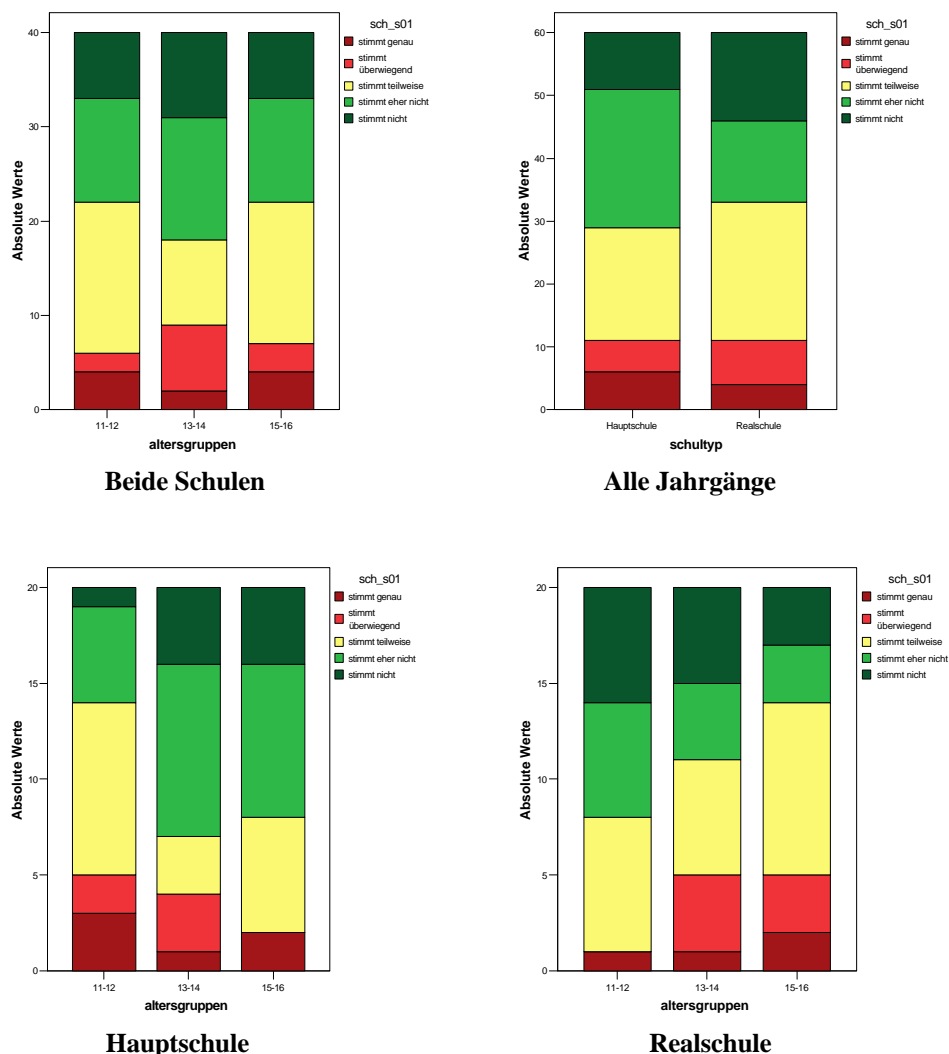 sch_s01
stimmt genau
stimmt
überwiegend
stimmt teilweise
stimmt eher nicht
stimmt nicht
Absolute Werte
40
30
20
10
0
11-12
13-14
15-16
altersgruppen
Beide Schulen
sch_s01
stimmt genau
stimmt
überwiegend
stimmt teilweise
stimmt eher nicht
stimmt nicht
Absolute Werte
60
50
40
30
20
10
0
Hauptschule
Realschule
schultyp
Alle Jahrgänge
sch_s01
stimmt genau
stimmt
überwiegend
stimmt teilweise
stimmt eher nicht
stimmt nicht
Absolute Werte
20
15
10
5
0
11-12
13-14
15-16
altersgruppen
Hauptschule
sch_s01
stimmt genau
stimmt
überwiegend
stimmt teilweise
stimmt eher nicht
stimmt nicht
Absolute Werte
20
15
10
5
0
11-12
13-14
15-16
altersgruppen
Realschule